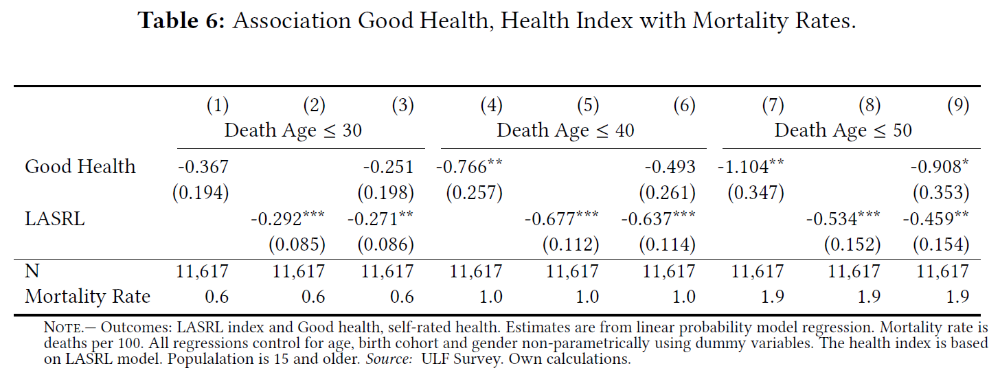 Table 6: Association Good Health, Health Index with Mortality Rates.
(1) (2) (3) (4) (5) (6) (7) (8) (9)
Death Age ≤ 30 Death Age ≤ 40 Death Age ≤ 50
Good Health -0.367 -0.251 -0.766** -0.493 -1.104** -0.908*
(0.194) (0.198) (0.257) (0.261) (0.347) (0.353)
LASRL -0.292*** -0.271** -0.677*** -0.637*** -0.534*** -0.459**
(0.085) (0.086) (0.112) (0.114) (0.152) (0.154)
N 11,617 11,617 11,617 11,617 11,617 11,617 11,617 11,617 11,617
Mortality Rate 0.6 0.6 0.6 1.0 1.0 1.0 1.9 1.9 1.9
Note.— Outcomes: LASRL index and Good health, self-rated health. Estimates are from linear probability model regression. Mortality rate is
deaths per 100. All regressions control for age, birth cohort and gender non-parametrically using dummy variables. The health index is based
on LASRL model. Populalation is 15 and older. Source: ULF Survey. Own calculations.